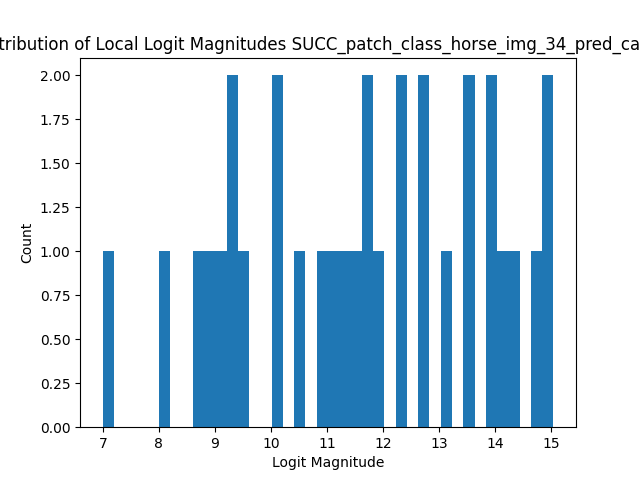 tribution of Local Logit Magnitudes SUCC_patch_class_horse_img_34_pred_ca
2.00
1.75
1.50
1.25
1.00
0.75
0.50
0.25
0.00
Count
7 8 9 10 11 12 13 14 15
Logit Magnitude